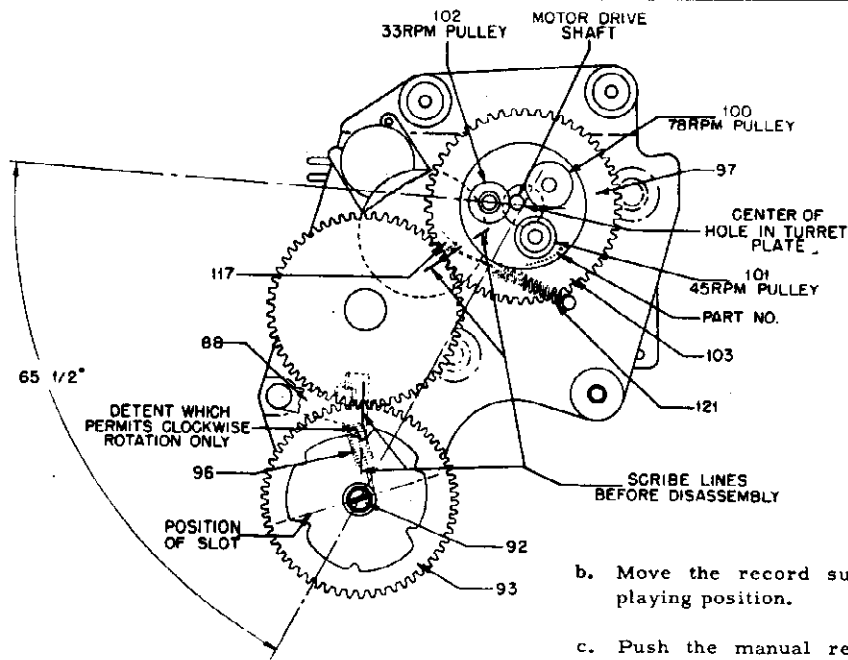 102
33RPM PULLEY
MOTOR DRIVE
SHAFT
100
78RPM PULLEY
97
CENTER OF
HOLE IN TURRET
PLATE
117
101
45RPM PULLEY
PART NO.
88
103
65 1/2°
121
DETENT WHICH
PERMITS CLOCKWISE
ROTATION ONLY
96
SCRIBE LINES
BEFORE DISASSEMBLY
POSITION
OF SLOT
92
93
b. Move the record su
playing position.
c. Push the manual re